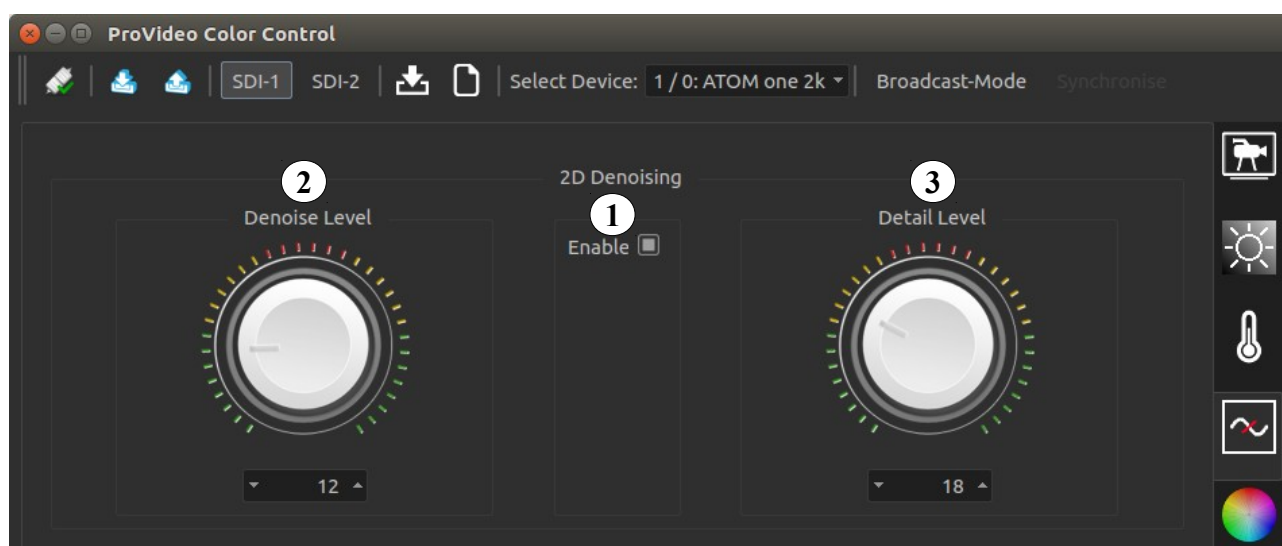 ProVideo Color Control
SDI-1 SDI-2 Select Device: 1 / 0: ATOM one 2k Broadcast-Mode Synchronise
2D Denoising
2 1 3
Denoise Level Enable Detail Level
12 18